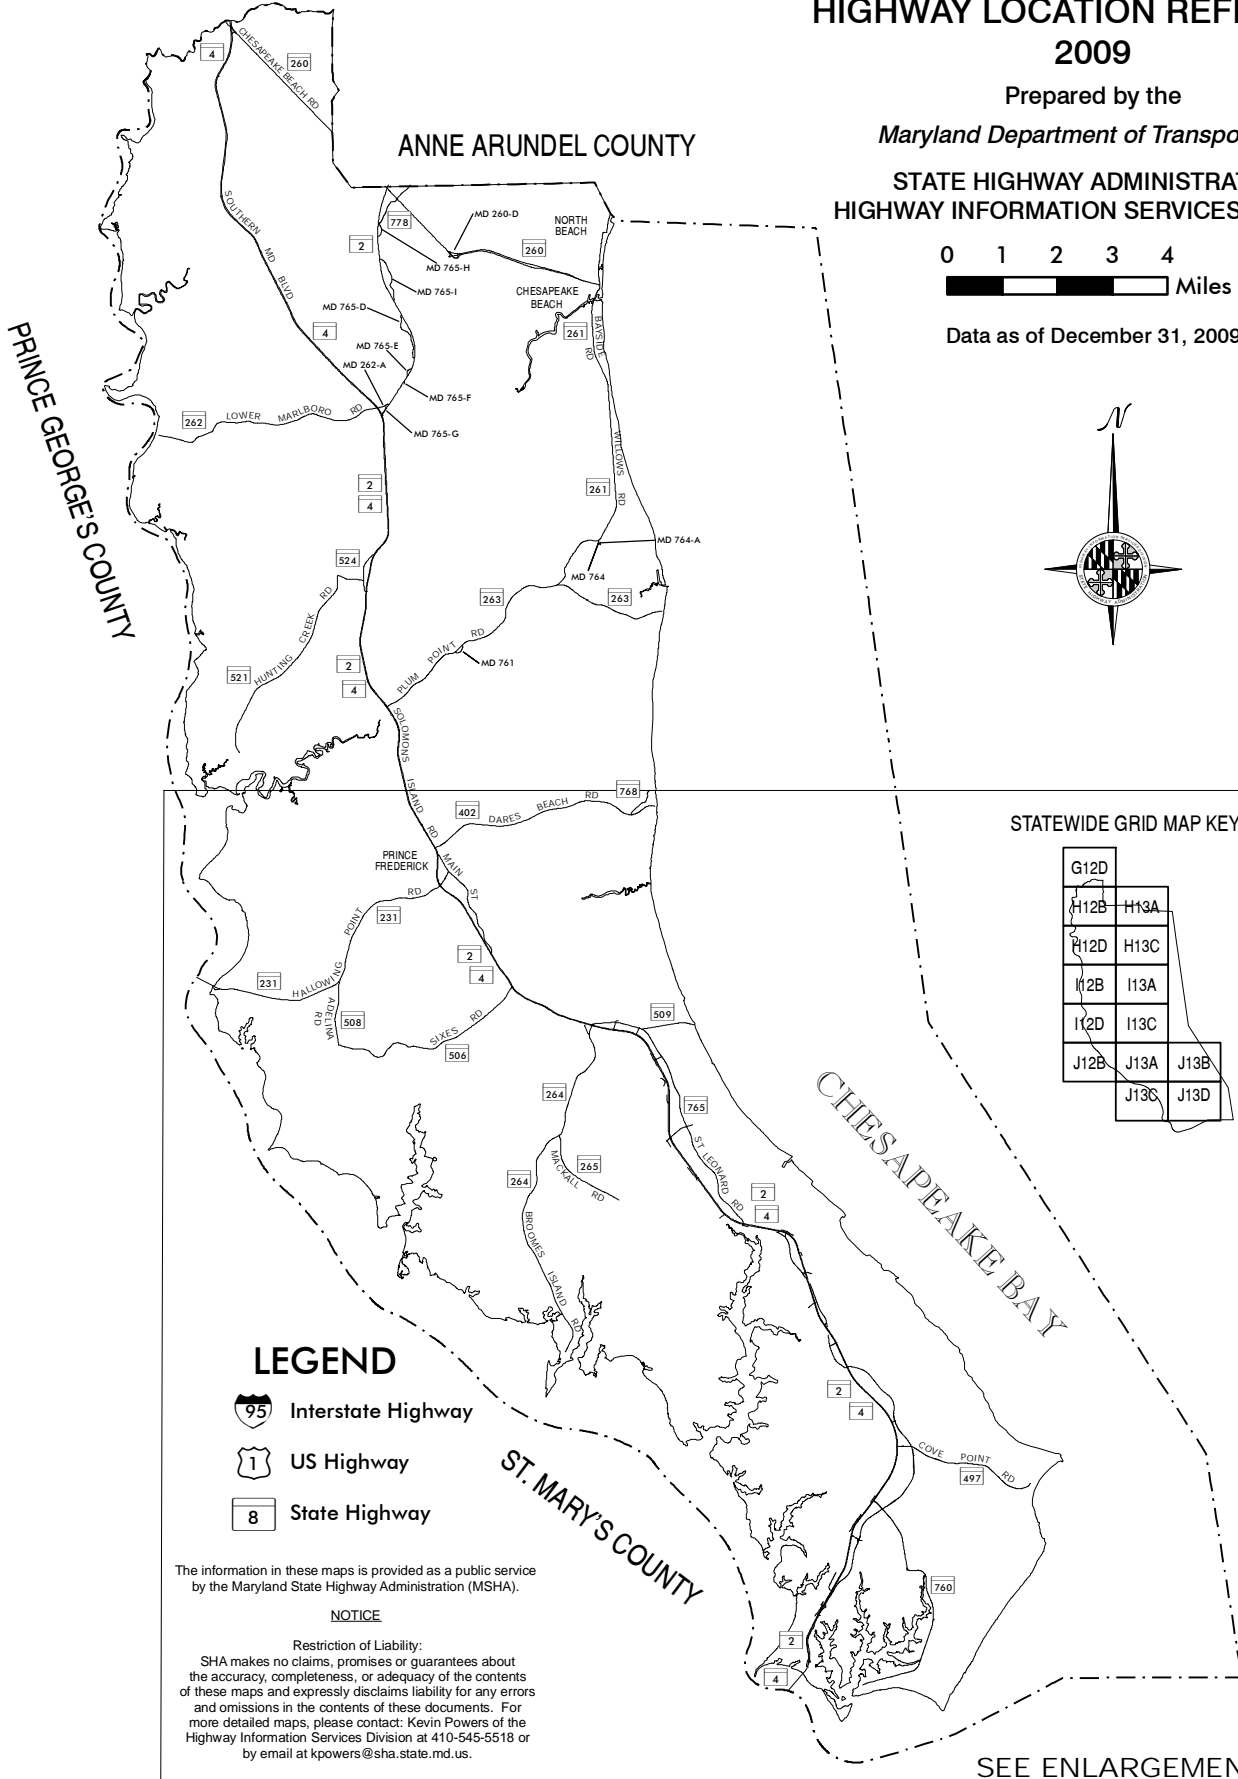 HIGHWAY LOCATION REF
2009
Prepared by the
Maryland Department of Transpo
STATE HIGHWAY ADMINISTRA
HIGHWAY INFORMATION SERVICES
0 1 2 3 4
Miles
Data as of December 31, 2009
N
ANNE ARUNDEL COUNTY
PRINCE GEORGE'S COUNTY
4
CHESAPEAKE BEACH RD
260
SOUTHERN MD BLVD
778
MD 260-D
NORTH
BEACH
2
260
MD 765-H
MD 765-I
CHESAPEAKE
BEACH
MD 765-D
4
261
BAYSIDE RD
MD 765-E
MD 262-A
MD 765-F
262
LOWER MARLBORO RD
MD 765-G
WILLOWS RD
2
4
261
MD 764-A
524
MD 764
263
263
HUNTING CREEK RD
521
2
4
PLUM POINT RD
MD 761
SOLOMONS ISLAND RD
768
402
DARES BEACH RD
PRINCE
FREDERICK
MAIN ST
231
HALLOWING POINT RD
2
4
231
ADELINA RD
508
SIXES RD
506
509
264
765
265
MACKALL RD
264
ST LEONARD RD
2
4
BROOMES ISLAND RD
CHESAPEAKE BAY
2
4
COVE POINT RD
497
760
2
4
ST. MARY'S COUNTY
STATEWIDE GRID MAP KEY
G12D
H12B H13A
H12D H13C
I12B I13A
I12D I13C
J12B J13A J13B
J13C J13D
LEGEND
95 Interstate Highway
1 US Highway
8 State Highway
The information in these maps is provided as a public service
by the Maryland State Highway Administration (MSHA).
NOTICE
Restriction of Liability:
SHA makes no claims, promises or guarantees about
the accuracy, completeness, or adequacy of the contents
of these maps and expressly disclaims liability for any errors
and omissions in the contents of these documents. For
more detailed maps, please contact: Kevin Powers of the
Highway Information Services Division at 410-545-5518 or
by email at kpowers@sha.state.md.us.
SEE ENLARGEMEN